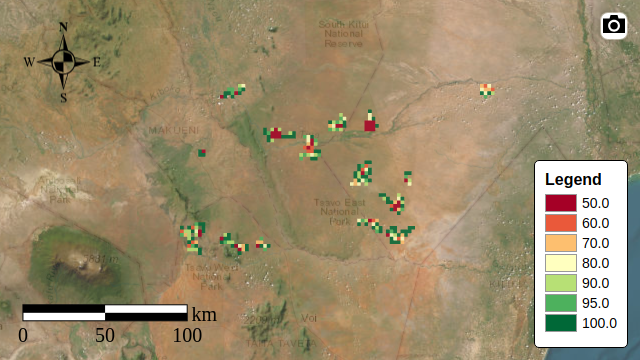 N
W
E
S
South Kitui
National
Reserve
MAKUENI
Tsavo East
National
Park
Tsavo West
National
Park
Voi
Legend
50.0
60.0
70.0
80.0
90.0
95.0
100.0
km
0
50
100